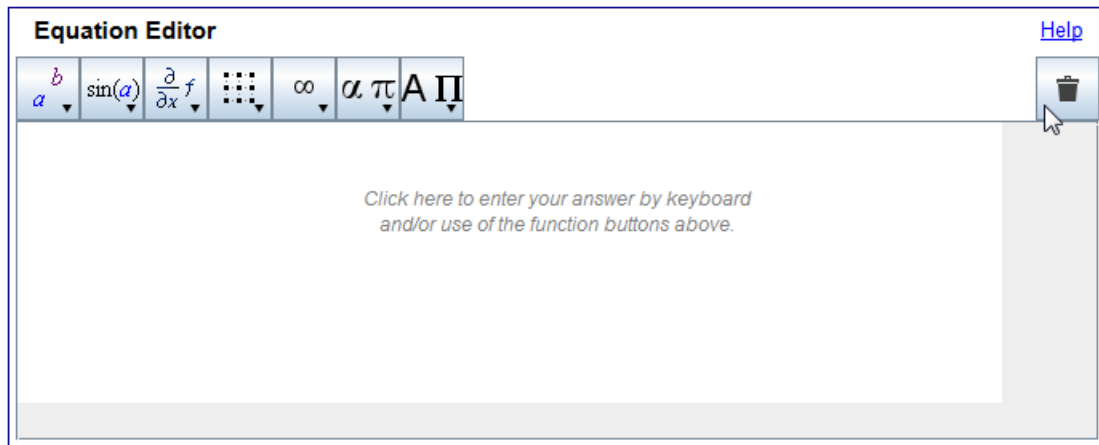 Equation Editor
Help
a b sin(a) ∂/∂x f ∞ α π A Π
Click here to enter your answer by keyboard
and/or use of the function buttons above.